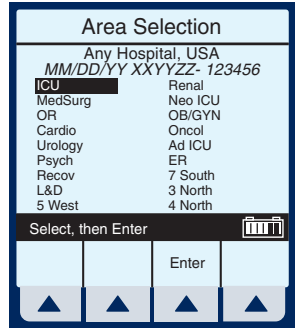 Area Selection
Any Hospital, USA
MM/DD/YY XXYYZZ- 123456
ICU
MedSurg
OR
Cardio
Urology
Psych
Recov
L&D
5 West
Renal
Neo ICU
OB/GYN
Oncol
Ad ICU
ER
7 South
3 North
4 North
Select, then Enter
Enter